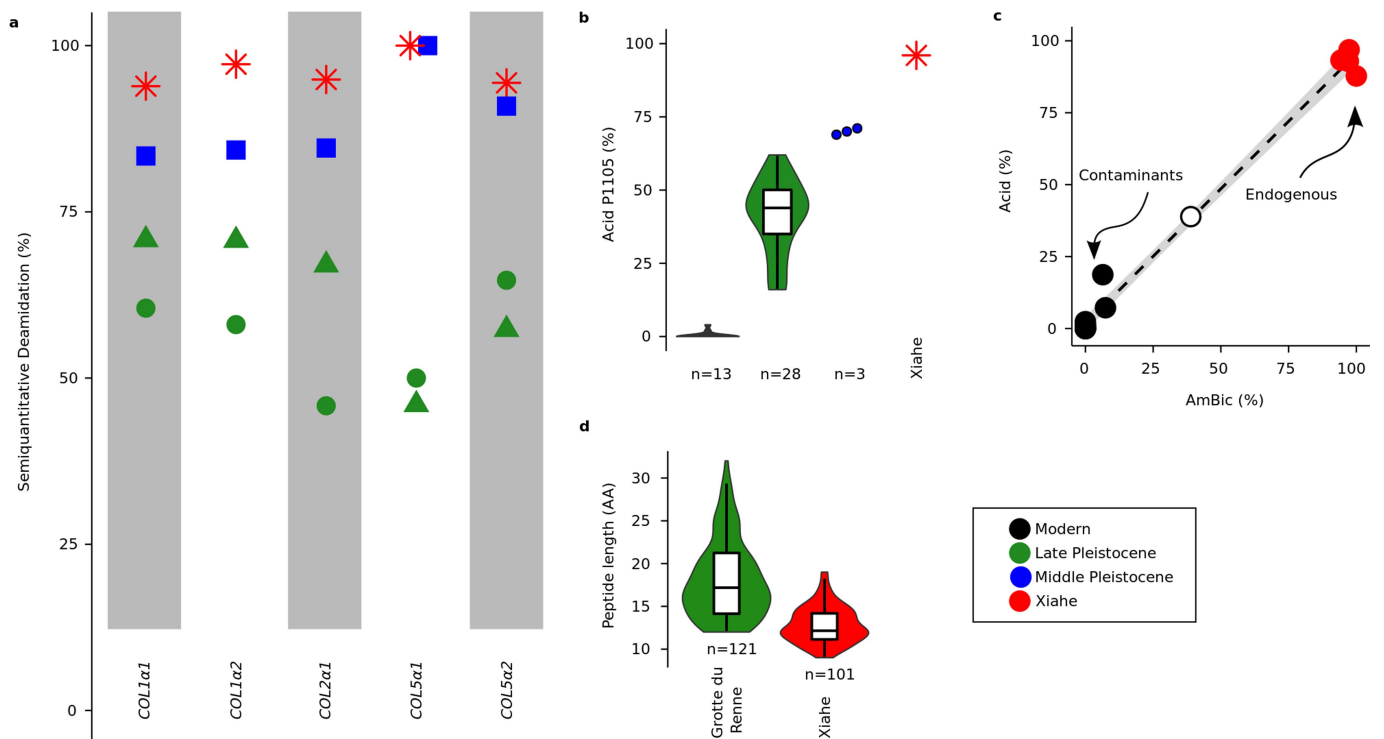 a
Semiquantitative Deamidation (%)
100
75
50
25
0
COL1α1
COL1α2
COL2α1
COL5α1
COL5α2
b
Acid P1105 (%)
100
75
50
25
0
n=13
n=28
n=3
Xiahe
c
Acid (%)
100
75
50
25
0
Contaminants
Endogenous
0
25
50
75
100
AmBic (%)
d
Peptide length (AA)
30
25
20
15
10
n=121
n=101
Grotte du
Renne
Xiahe
Modern
Late Pleistocene
Middle Pleistocene
Xiahe